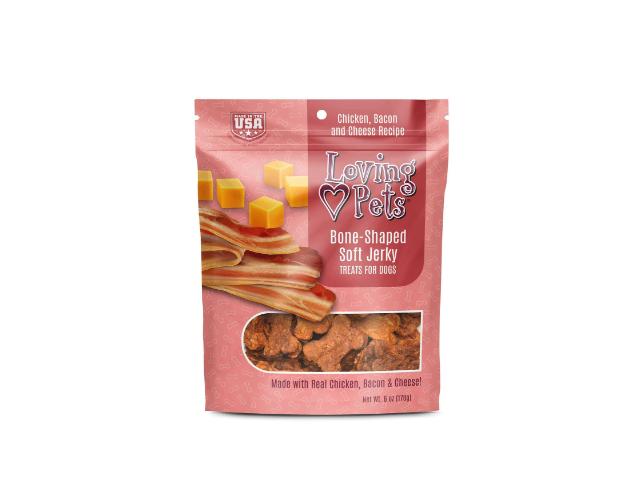 MADE IN THE
USA
Chicken, Bacon
and Cheese Recipe
Loving
Pets
Bone-Shaped
Soft Jerky
TREATS FOR DOGS
Made with Real Chicken, Bacon & Cheese!
Net Wt. 6 oz (170g)